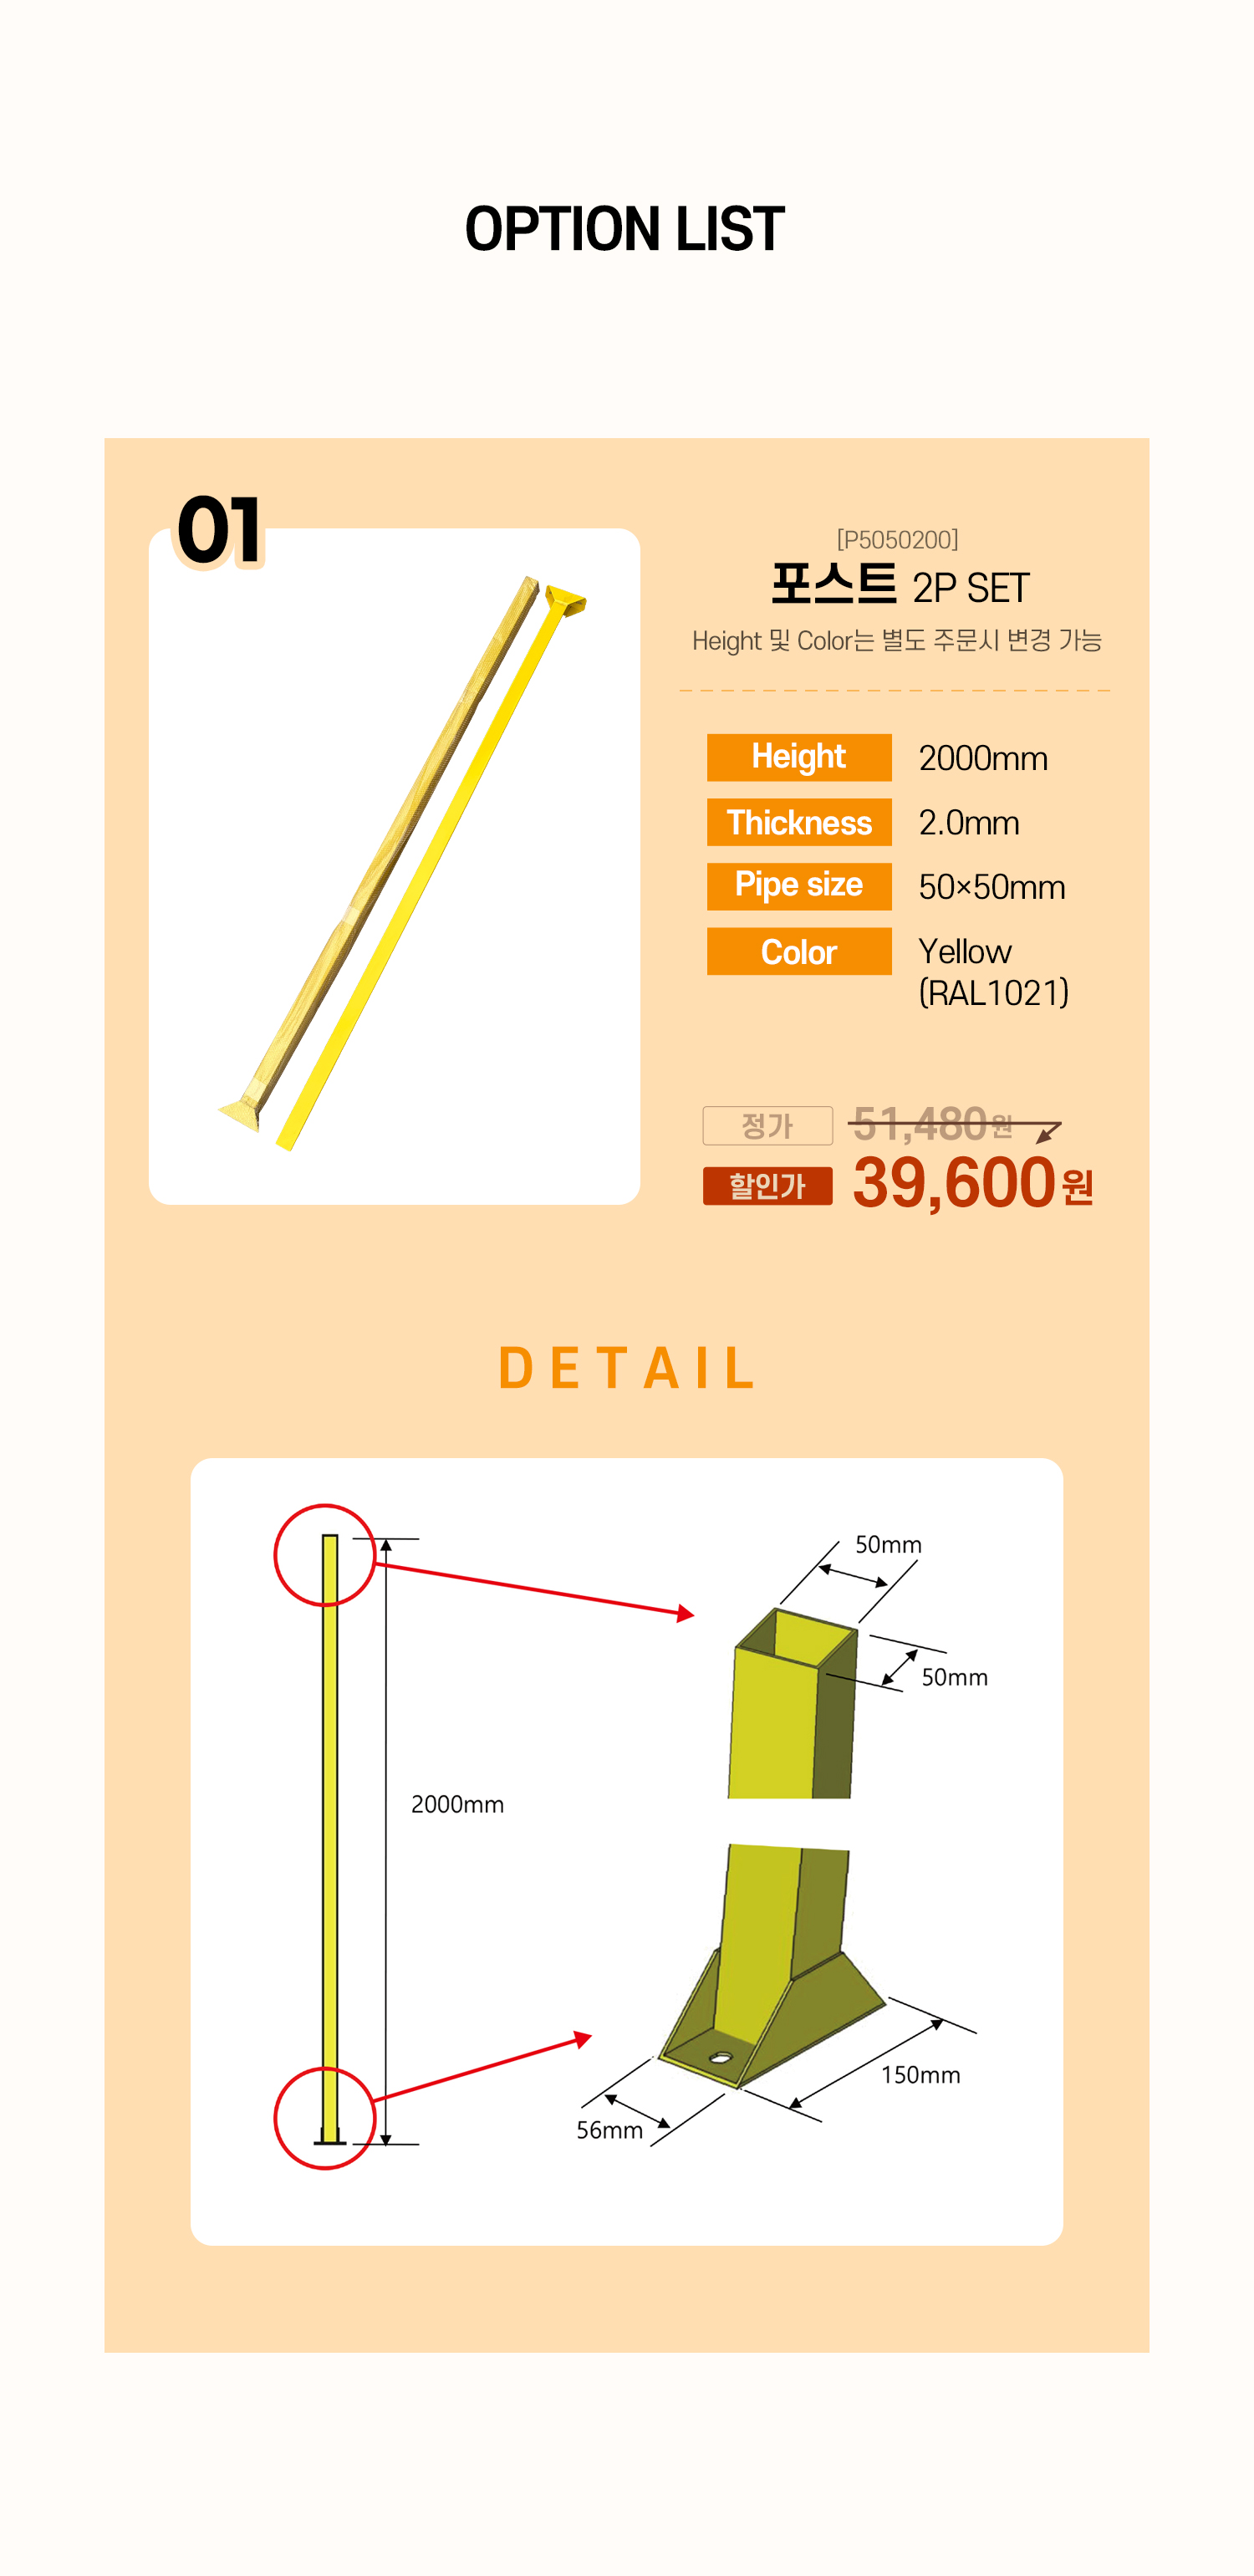 OPTION LIST
01
[P5050200]
포스트 2P SET
Height 및 Color는 별도 주문시 변경 가능
Height 2000mm
Thickness 2.0mm
Pipe size 50×50mm
Color Yellow
(RAL1021)
정가 51,480원
할인가 39,600원
DETAIL
50mm
50mm
2000mm
150mm
56mm